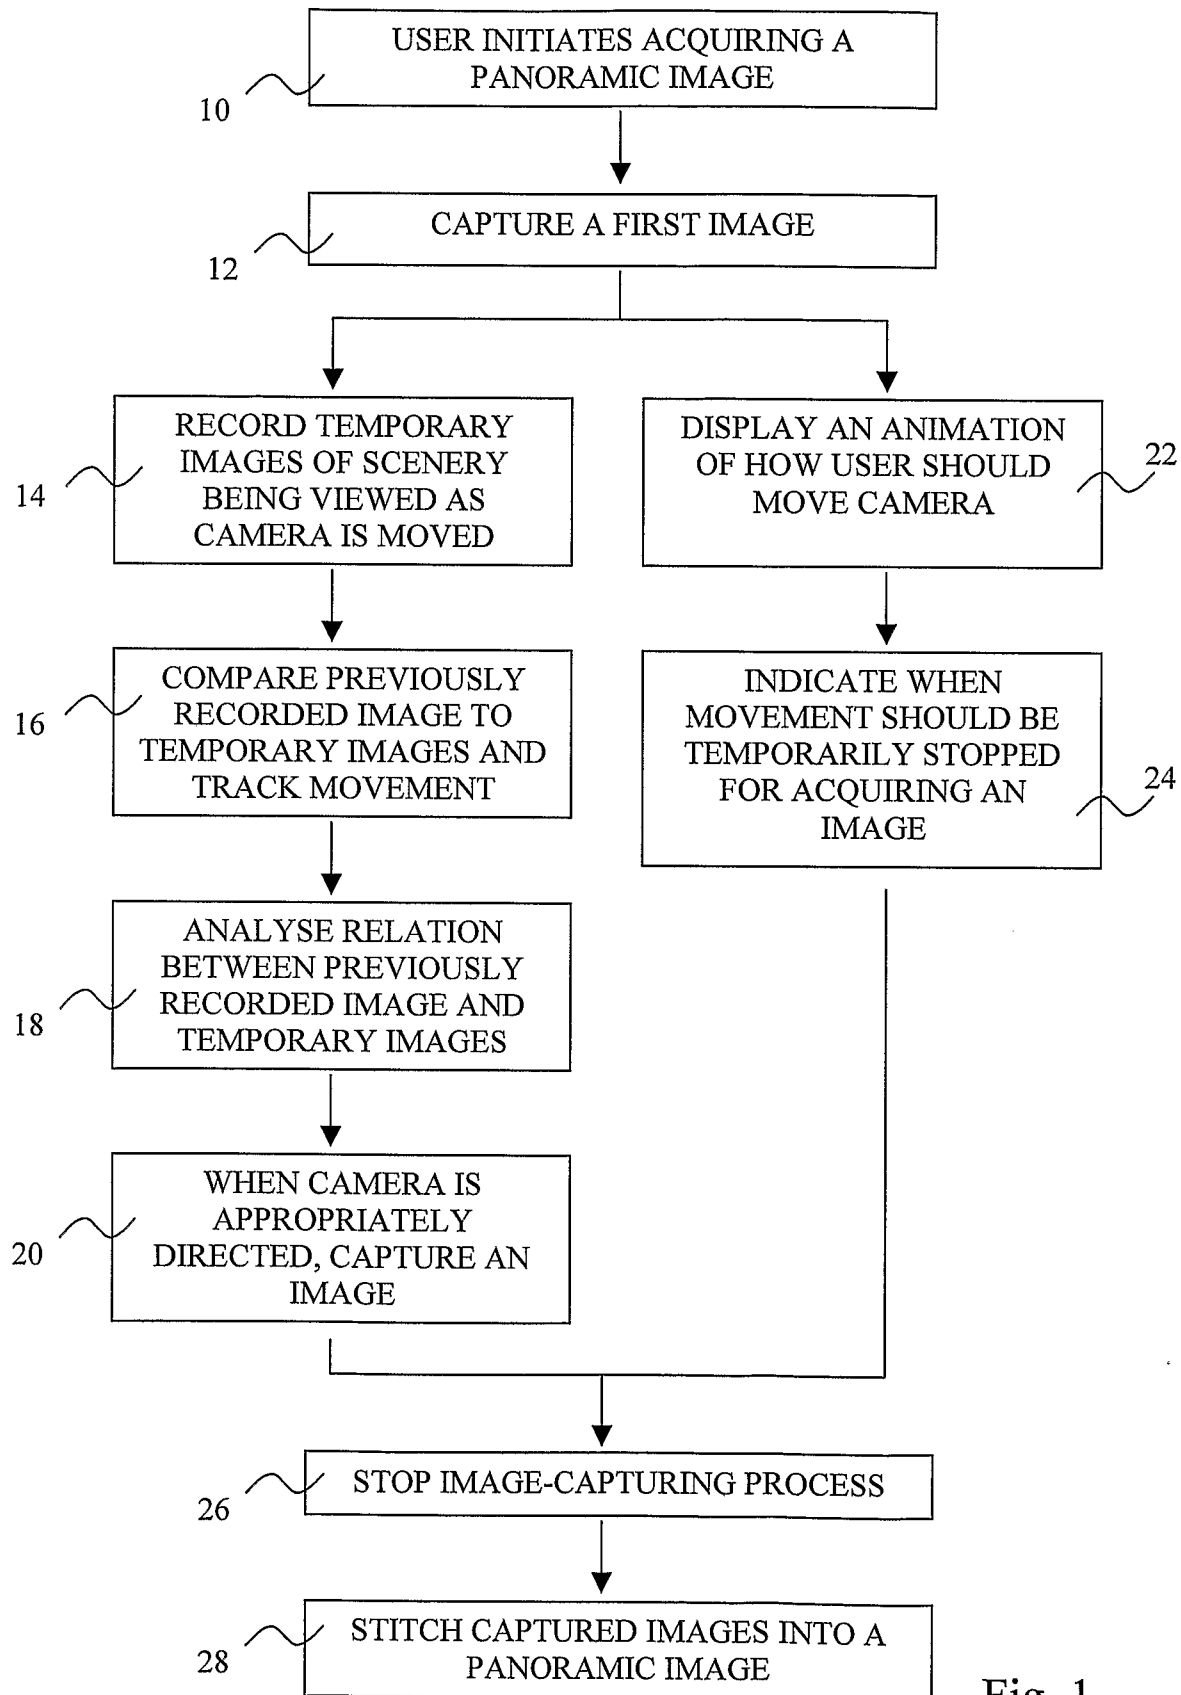 USER INITIATES ACQUIRING A
PANORAMIC IMAGE
10
CAPTURE A FIRST IMAGE
12
RECORD TEMPORARY
IMAGES OF SCENERY
BEING VIEWED AS
CAMERA IS MOVED
14
DISPLAY AN ANIMATION
OF HOW USER SHOULD
MOVE CAMERA
22
COMPARE PREVIOUSLY
RECORDED IMAGE TO
TEMPORARY IMAGES AND
TRACK MOVEMENT
16
INDICATE WHEN
MOVEMENT SHOULD BE
TEMPORARILY STOPPED
FOR ACQUIRING AN
IMAGE
24
ANALYSE RELATION
BETWEEN PREVIOUSLY
RECORDED IMAGE AND
TEMPORARY IMAGES
18
WHEN CAMERA IS
APPROPRIATELY
DIRECTED, CAPTURE AN
IMAGE
20
STOP IMAGE-CAPTURING PROCESS
26
STITCH CAPTURED IMAGES INTO A
PANORAMIC IMAGE
28
Fig. 1